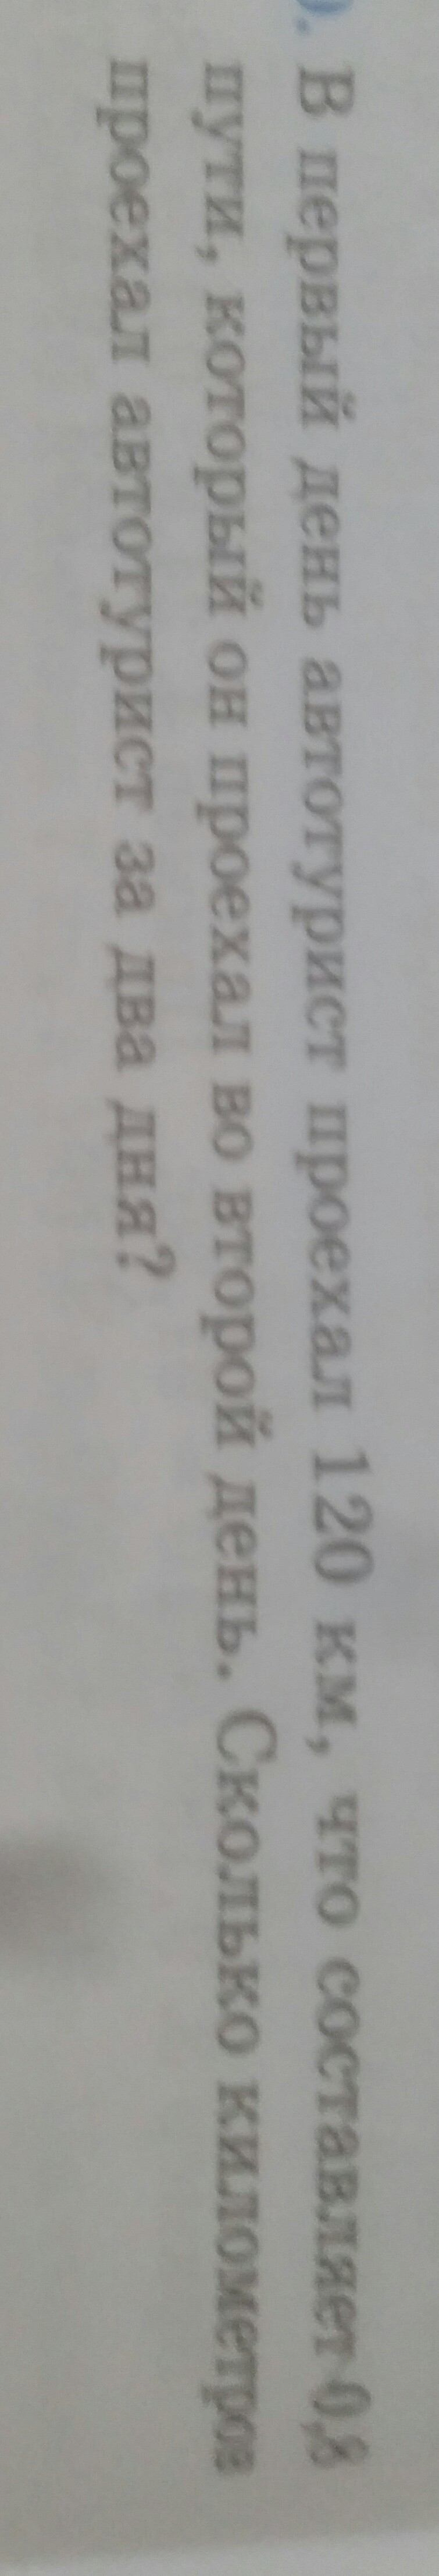 В первый день автотурист проехал 120 км, что составляет 0,8
пути, который он проехал во второй день. Сколько километров
проехал автотурист за два дня?